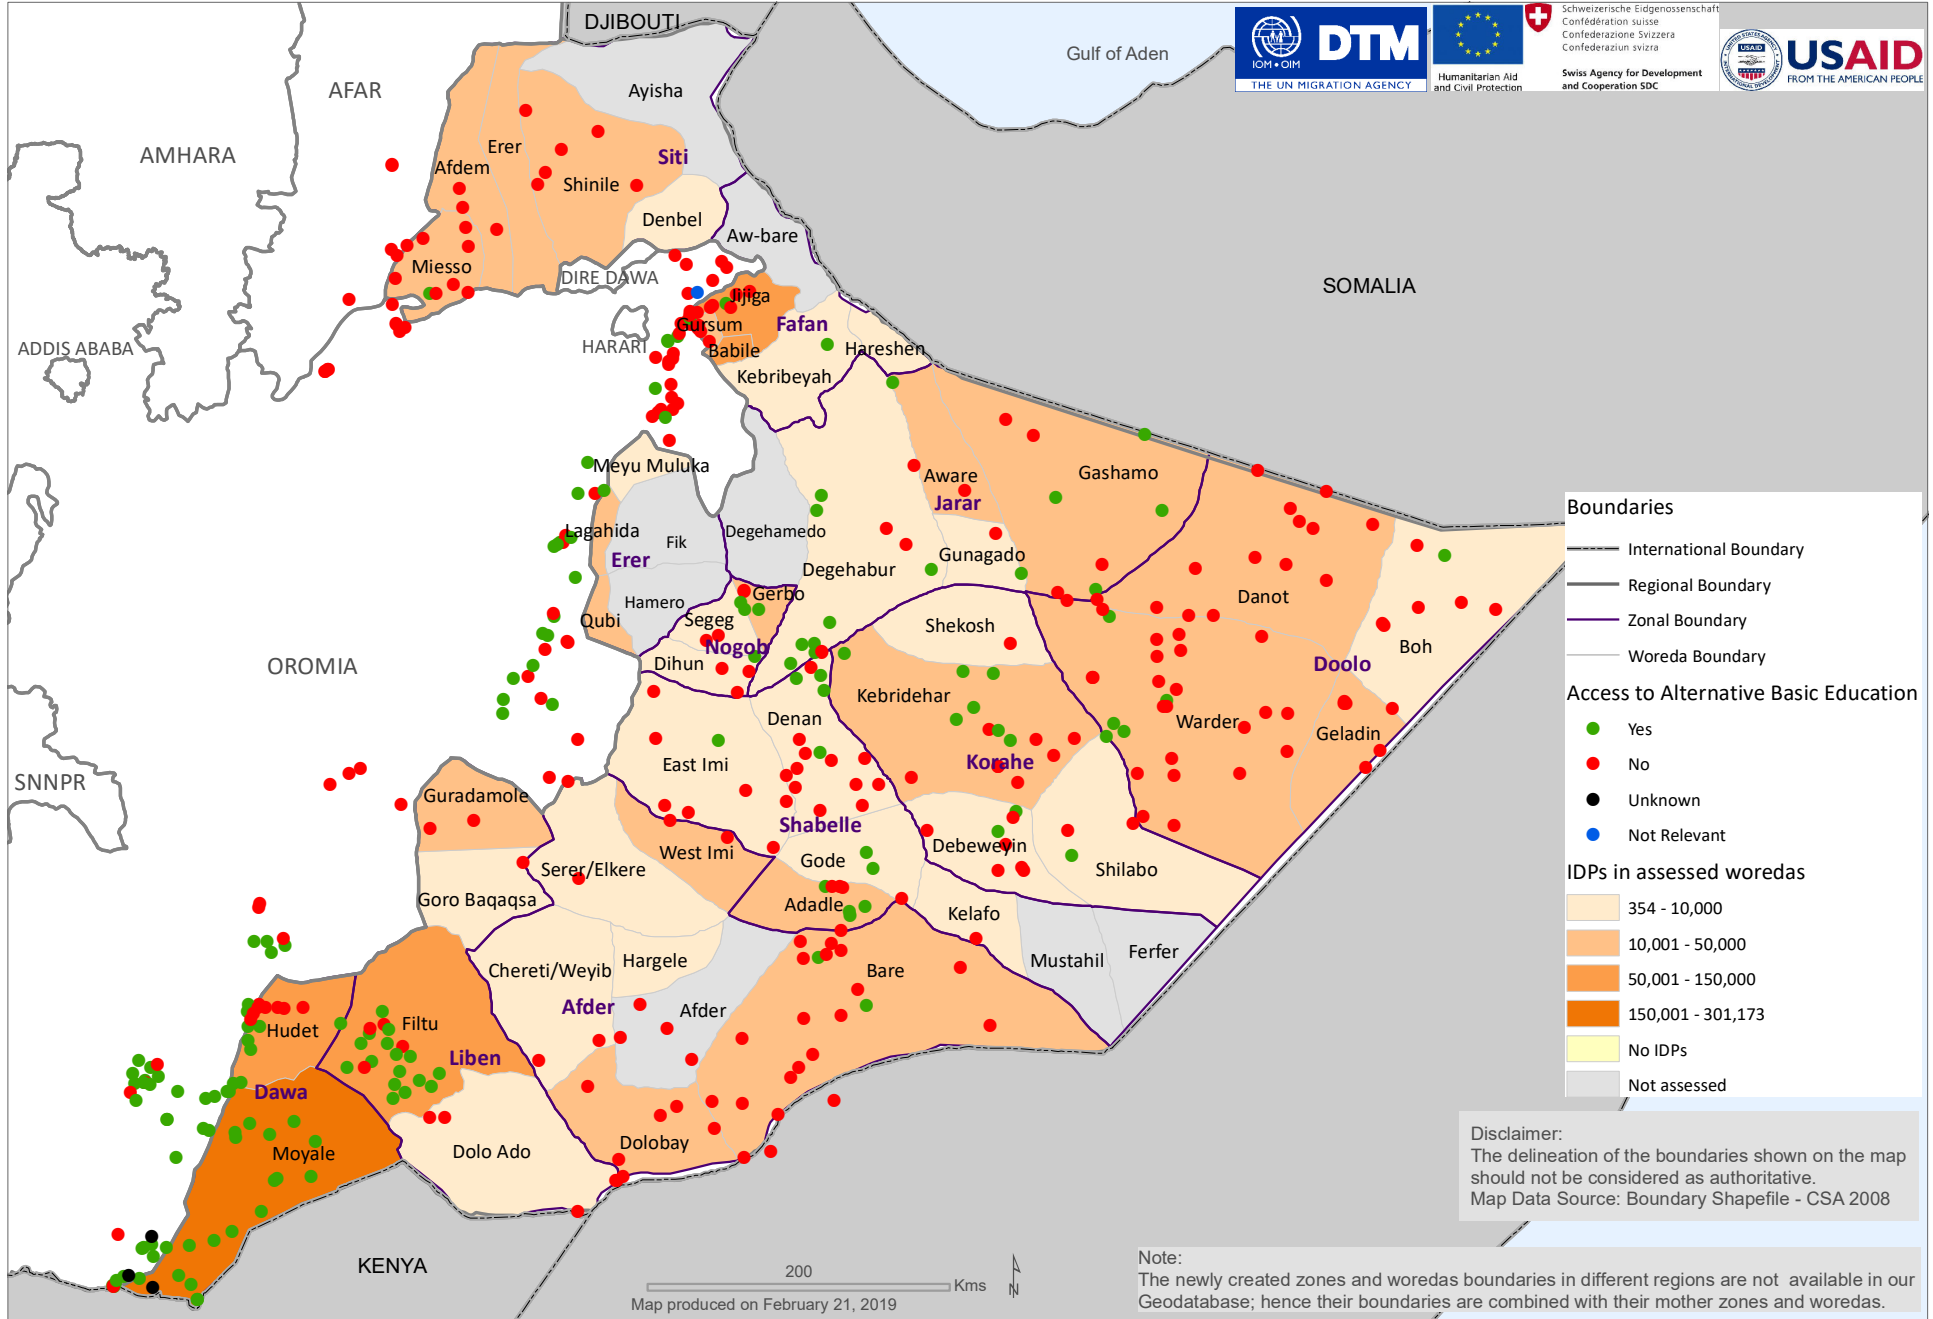 DJIBOUTI
Gulf of Aden
IOM • OIM
DTM
THE UN MIGRATION AGENCY
Humanitarian Aid
and Civil Protection
Schweizerische Eidgenossenschaft
Confédération suisse
Confederazione Svizzera
Confederaziun svizra
Swiss Agency for Development
and Cooperation SDC
USAID
USAID
FROM THE AMERICAN PEOPLE
AFAR
AMHARA
ADDIS ABABA
DIRE DAWA
HARARI
OROMIA
SNNPR
SOMALIA
KENYA
Ayisha
Erer
Afdem
Siti
Shinile
Denbel
Aw-bare
Miesso
Jijiga
Gursum
Fafan
Babile
Hareshen
Kebribeyah
Meyu Muluka
Aware
Gashamo
Jarar
Lagahida
Fik
Degehamedo
Erer
Gunagado
Degehabur
Hamero
Gerbo
Danot
Qubi
Segeg
Shekosh
Nogob
Boh
Dihun
Doolo
Kebridehar
Denan
Warder
Geladin
East Imi
Korahe
Guradamole
Shabelle
West Imi
Debeweyin
Gode
Serer/Elkere
Shilabo
Goro Baqaqsa
Adadle
Kelafo
Ferfer
Mustahil
Hargele
Chereti/Weyib
Bare
Afder
Afder
Hudet
Filtu
Liben
Dawa
Dolobay
Moyale
Dolo Ado
Boundaries
International Boundary
Regional Boundary
Zonal Boundary
Woreda Boundary
Access to Alternative Basic Education
Yes
No
Unknown
Not Relevant
IDPs in assessed woredas
354 - 10,000
10,001 - 50,000
50,001 - 150,000
150,001 - 301,173
No IDPs
Not assessed
Disclaimer:
The delineation of the boundaries shown on the map
should not be considered as authoritative.
Map Data Source: Boundary Shapefile - CSA 2008
200
Kms
N
Map produced on February 21, 2019
Note:
The newly created zones and woredas boundaries in different regions are not available in our
Geodatabase; hence their boundaries are combined with their mother zones and woredas.